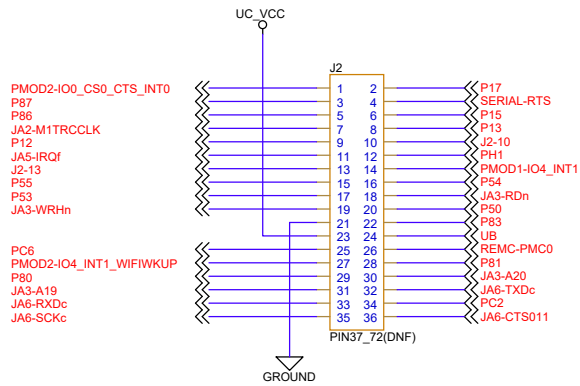 UC_VCC
J2
PMOD2-IO0_CS0_CTS_INT0 1 2 P17
P87 3 4 SERIAL-RTS
P86 5 6 P15
JA2-M1TRCCLK 7 8 P13
P12 9 10 J2-10
JA5-IRQf 11 12 PH1
J2-13 13 14 PMOD1-IO4_INT1
P55 15 16 P54
P53 17 18 JA3-RDn
JA3-WRHn 19 20 P50
21 22 P83
23 24 UB
PC6 25 26 REMC-PMC0
PMOD2-IO4_INT1_WIFIWKUP 27 28 P81
P80 29 30 JA3-A20
JA3-A19 31 32 JA6-TXDc
JA6-RXDc 33 34 PC2
JA6-SCKc 35 36 JA6-CTS011
PIN37_72(DNF)
GROUND